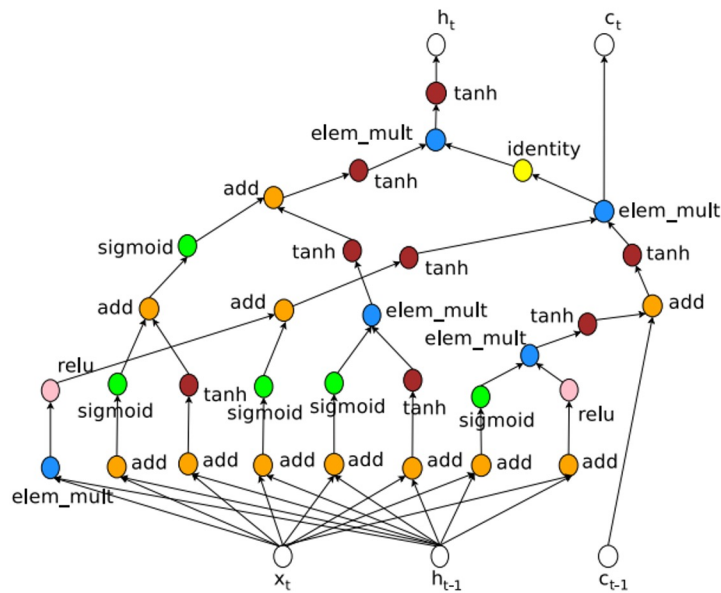 h_t c_t
tanh
elem_mult
identity
tanh
add
elem_mult
sigmoid
tanh
tanh
tanh
add
add
elem_mult
add
tanh
elem_mult
relu
sigmoid
tanh
sigmoid
sigmoid
tanh
sigmoid
relu
elem_mult
add
add
add
add
add
add
add
x_t h_t-1 c_t-1